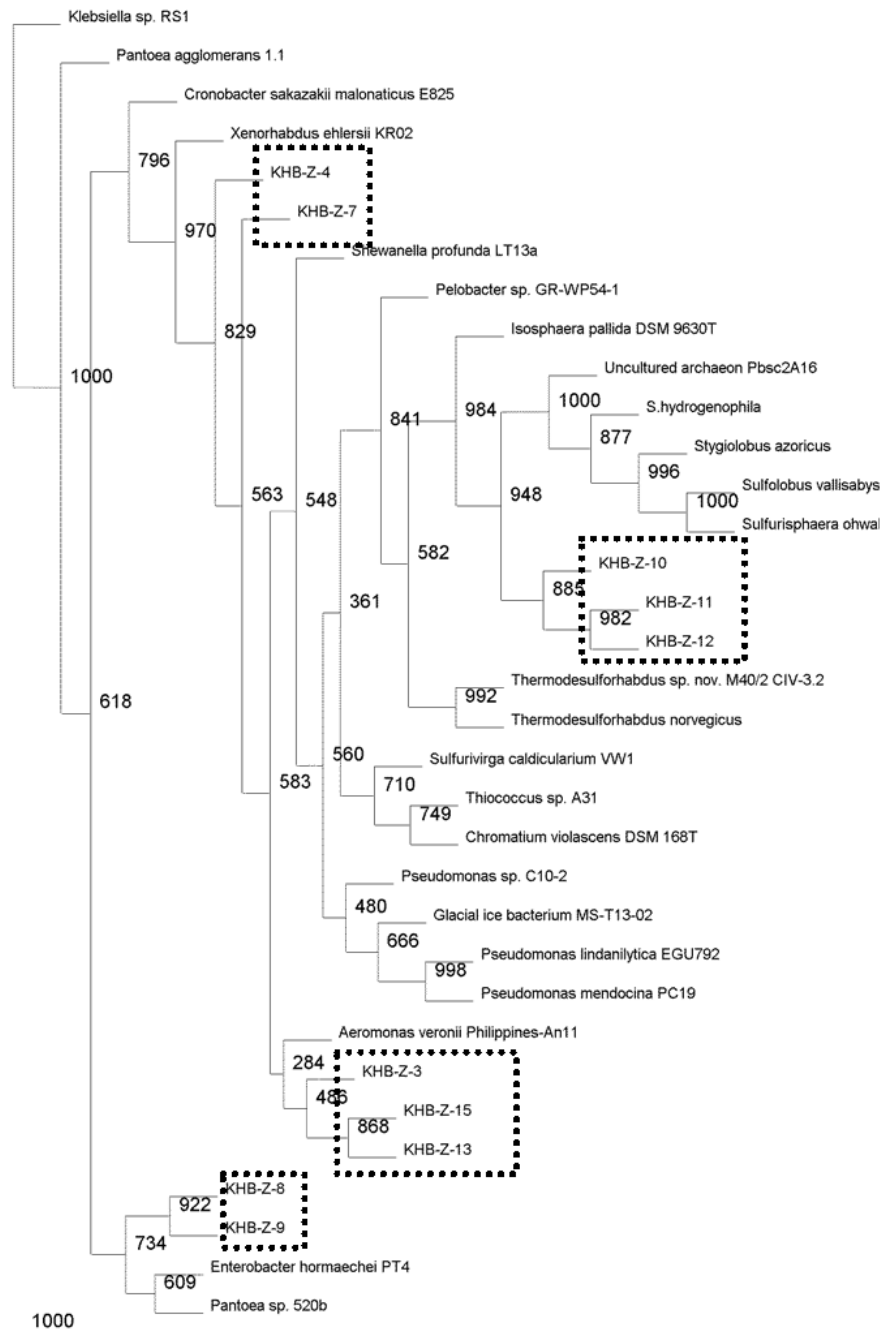 Klebsiella sp. RS1
Pantoea agglomerans 1.1
Cronobacter sakazakii malonaticus E825
Xenorhabdus ehlersii KR02
796
KHB-Z-4
KHB-Z-7
970
Shewanella profunda LT13a
Pelobacter sp. GR-WP54-1
829
Isosphaera pallida DSM 9630T
Uncultured archaeon Pbsc2A16
1000
1000
984
S.hydrogenophila
841
877
Stygiolobus azoricus
996
Sulfolobus vallisabys
563
548
948
1000
Sulfurisphaera ohwal
582
KHB-Z-10
885
361
KHB-Z-11
982
KHB-Z-12
Thermodesulforhabdus sp. nov. M40/2 CIV-3.2
992
618
Thermodesulforhabdus norvegicus
560
Sulfurivirga caldicularium VW1
583
710
Thiococcus sp. A31
749
Chromatium violascens DSM 168T
Pseudomonas sp. C10-2
480
Glacial ice bacterium MS-T13-02
666
Pseudomonas lindanilytica EGU792
998
Pseudomonas mendocina PC19
Aeromonas veronii Philippines-An11
284
KHB-Z-3
486
KHB-Z-15
868
KHB-Z-13
KHB-Z-8
922
KHB-Z-9
734
Enterobacter hormaechei PT4
609
Pantoea sp. 520b
1000